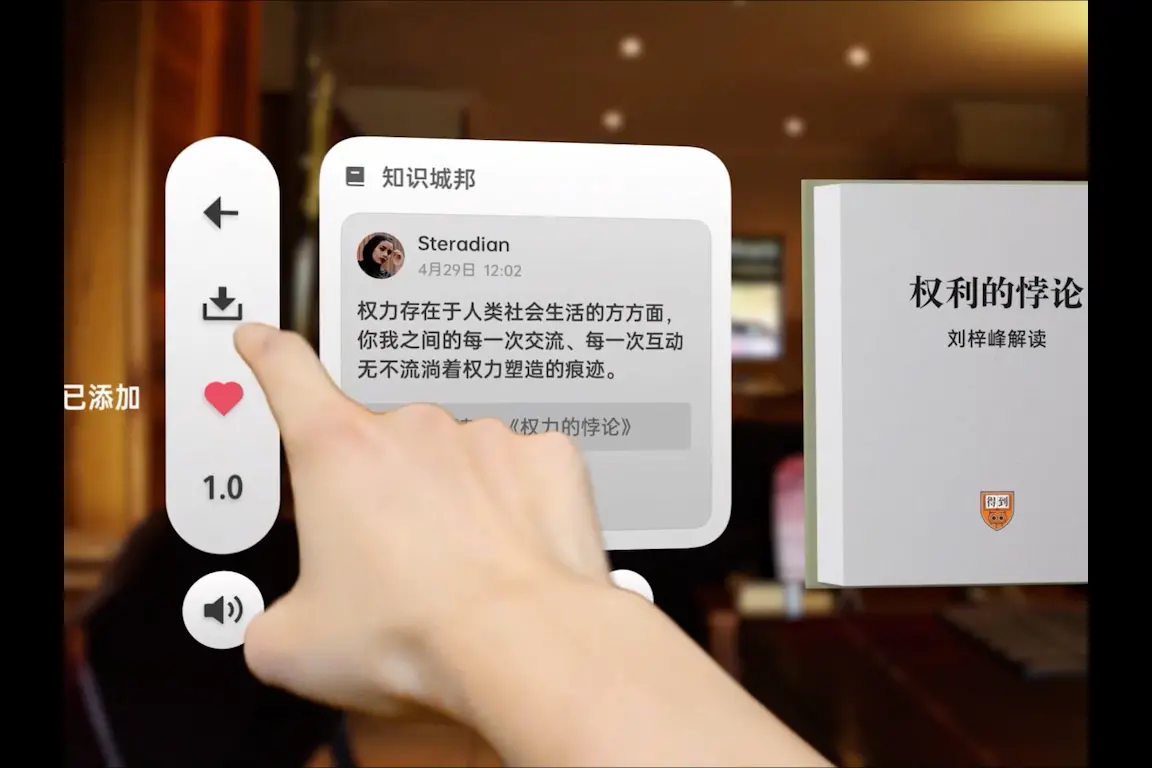 已添加
1.0
知识城邦
Steradian
4月29日 12:02
权力存在于人类社会生活的方方面，
你我之间的每一次交流、每一次互动
无不流淌着权力塑造的痕迹。
《权力的悖论》
权利的悖论
刘梓峰解读
得到